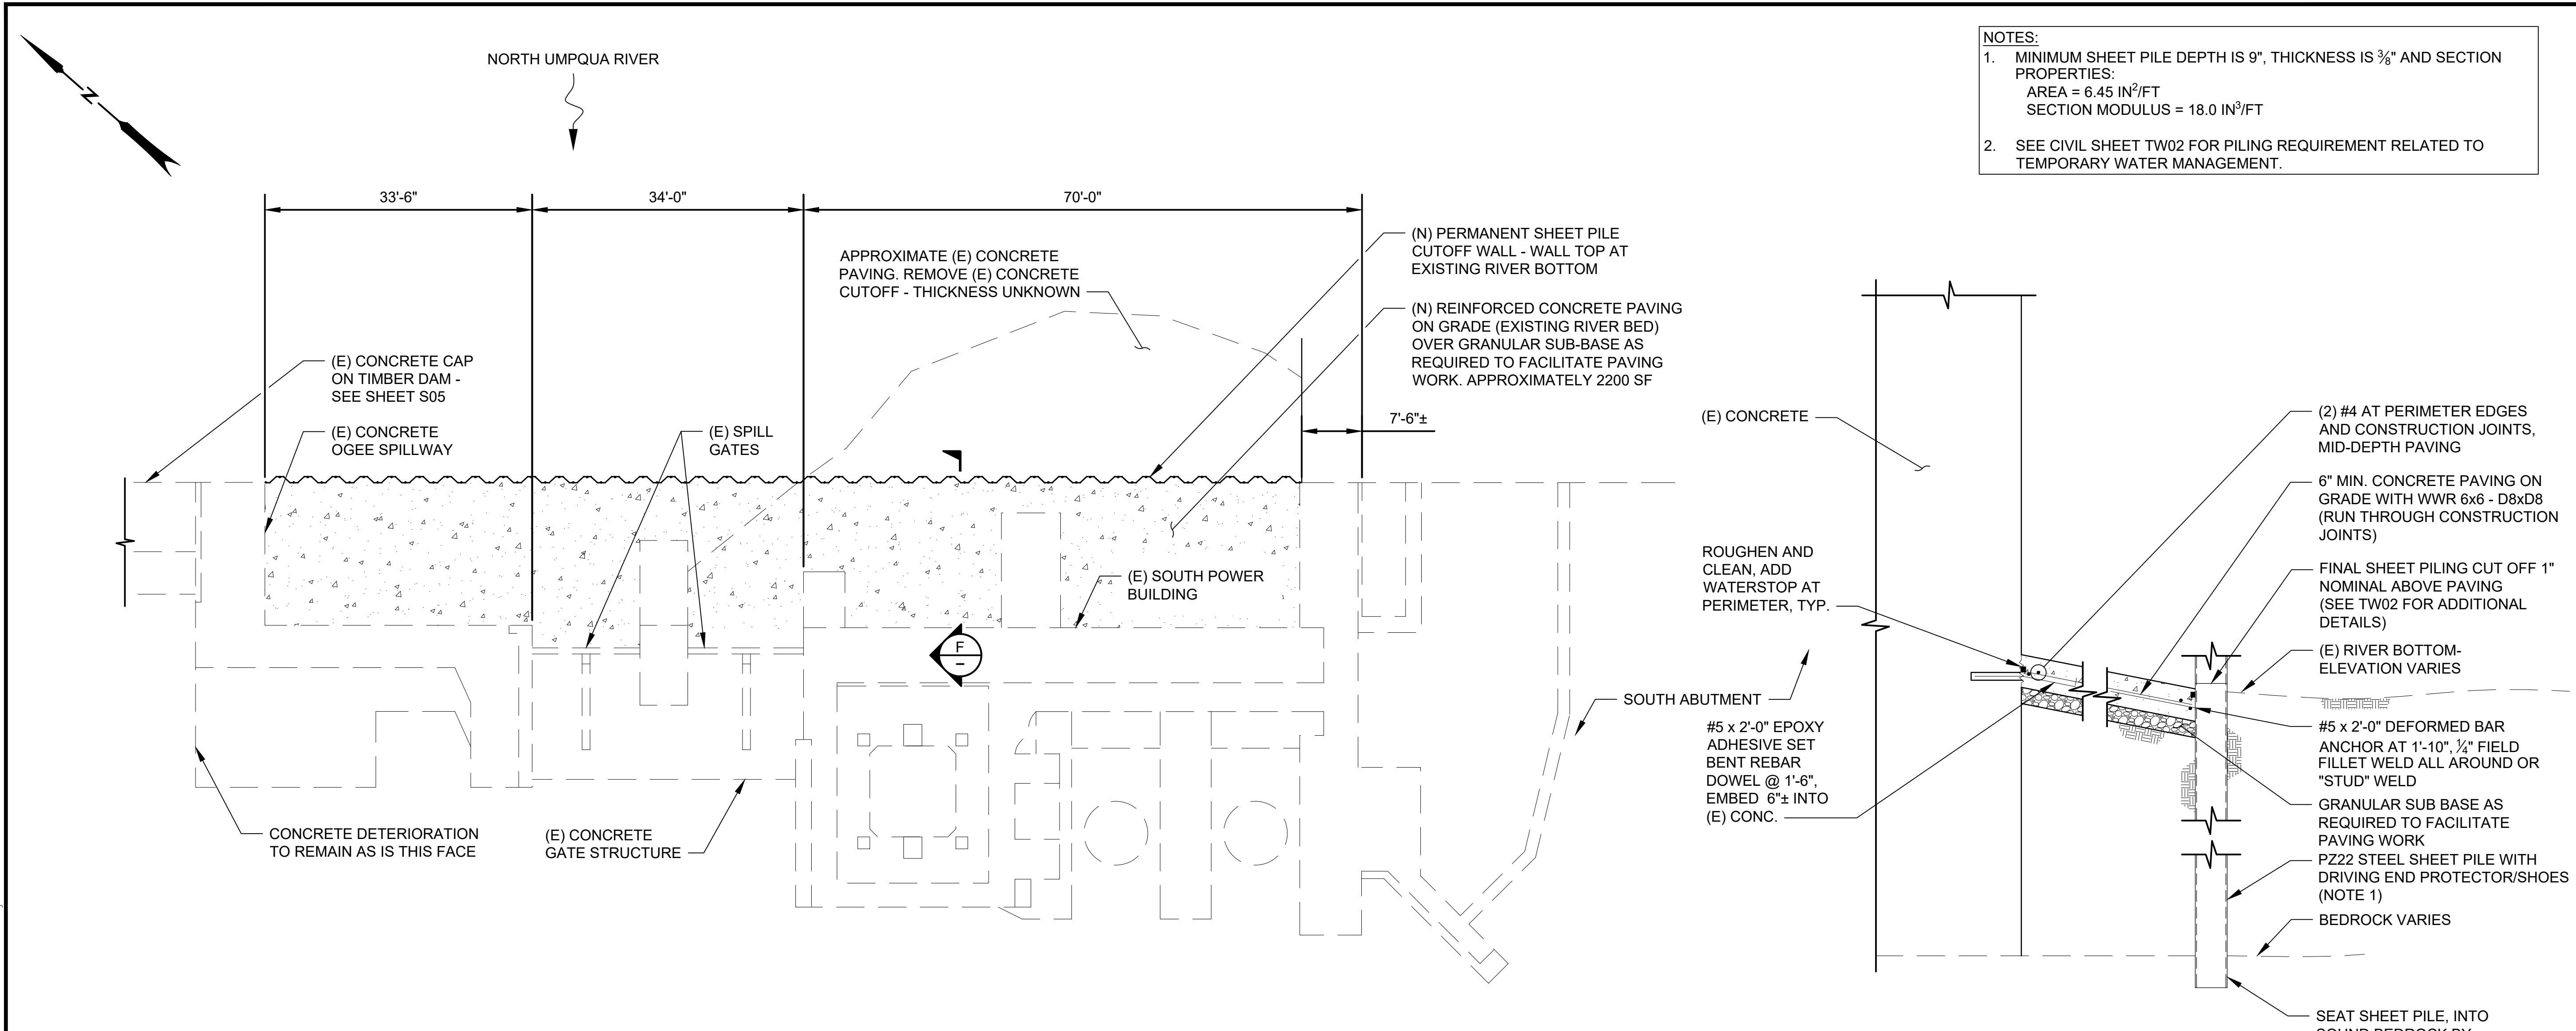 NORTH UMPQUA RIVER
N
NOTES:
1. MINIMUM SHEET PILE DEPTH IS 9", THICKNESS IS ⅜" AND SECTION
PROPERTIES:
AREA = 6.45 IN²/FT
SECTION MODULUS = 18.0 IN³/FT
2. SEE CIVIL SHEET TW02 FOR PILING REQUIREMENT RELATED TO
TEMPORARY WATER MANAGEMENT.
33'-6"
34'-0"
70'-0"
APPROXIMATE (E) CONCRETE
PAVING. REMOVE (E) CONCRETE
CUTOFF - THICKNESS UNKNOWN
(N) PERMANENT SHEET PILE
CUTOFF WALL - WALL TOP AT
EXISTING RIVER BOTTOM
(N) REINFORCED CONCRETE PAVING
ON GRADE (EXISTING RIVER BED)
OVER GRANULAR SUB-BASE AS
REQUIRED TO FACILITATE PAVING
WORK. APPROXIMATELY 2200 SF
(E) CONCRETE CAP
ON TIMBER DAM -
SEE SHEET S05
(E) CONCRETE
OGEE SPILLWAY
(E) SPILL
GATES
7'-6"±
(E) SOUTH POWER
BUILDING
F
-
SOUTH ABUTMENT
CONCRETE DETERIORATION
TO REMAIN AS IS THIS FACE
(E) CONCRETE
GATE STRUCTURE
(E) CONCRETE
ROUGHEN AND
CLEAN, ADD
WATERSTOP AT
PERIMETER, TYP.
#5 x 2'-0" EPOXY
ADHESIVE SET
BENT REBAR
DOWEL @ 1'-6",
EMBED 6"± INTO
(E) CONC.
(2) #4 AT PERIMETER EDGES
AND CONSTRUCTION JOINTS,
MID-DEPTH PAVING
6" MIN. CONCRETE PAVING ON
GRADE WITH WWR 6x6 - D8xD8
(RUN THROUGH CONSTRUCTION
JOINTS)
FINAL SHEET PILING CUT OFF 1"
NOMINAL ABOVE PAVING
(SEE TW02 FOR ADDITIONAL
DETAILS)
(E) RIVER BOTTOM-
ELEVATION VARIES
#5 x 2'-0" DEFORMED BAR
ANCHOR AT 1'-10", ¼" FIELD
FILLET WELD ALL AROUND OR
"STUD" WELD
GRANULAR SUB BASE AS
REQUIRED TO FACILITATE
PAVING WORK
PZ22 STEEL SHEET PILE WITH
DRIVING END PROTECTOR/SHOES
(NOTE 1)
BEDROCK VARIES
SEAT SHEET PILE, INTO
SOUND BEDROCK BY